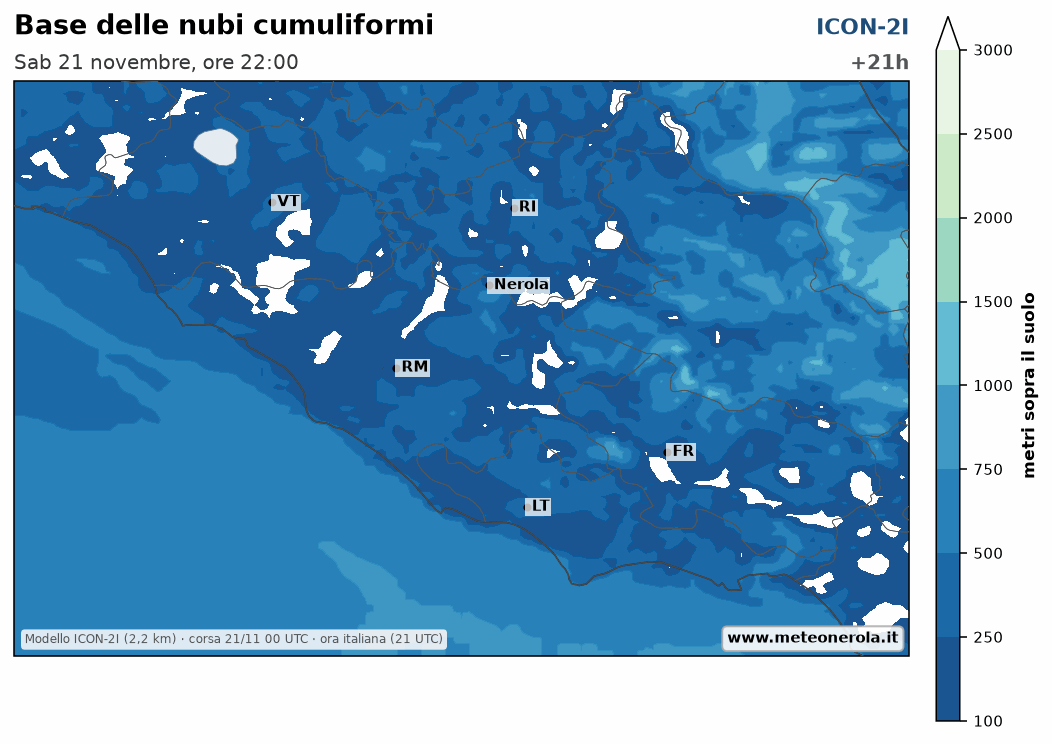 Base delle nubi cumuliformi
ICON-2I
Sab 21 novembre, ore 22:00
+21h
VT
RI
Nerola
RM
FR
LT
Modello ICON-2I (2,2 km) · corsa 21/11 00 UTC · ora italiana (21 UTC)
www.meteonerola.it
3000
2500
2000
1500
1000
750
500
250
100
metri sopra il suolo